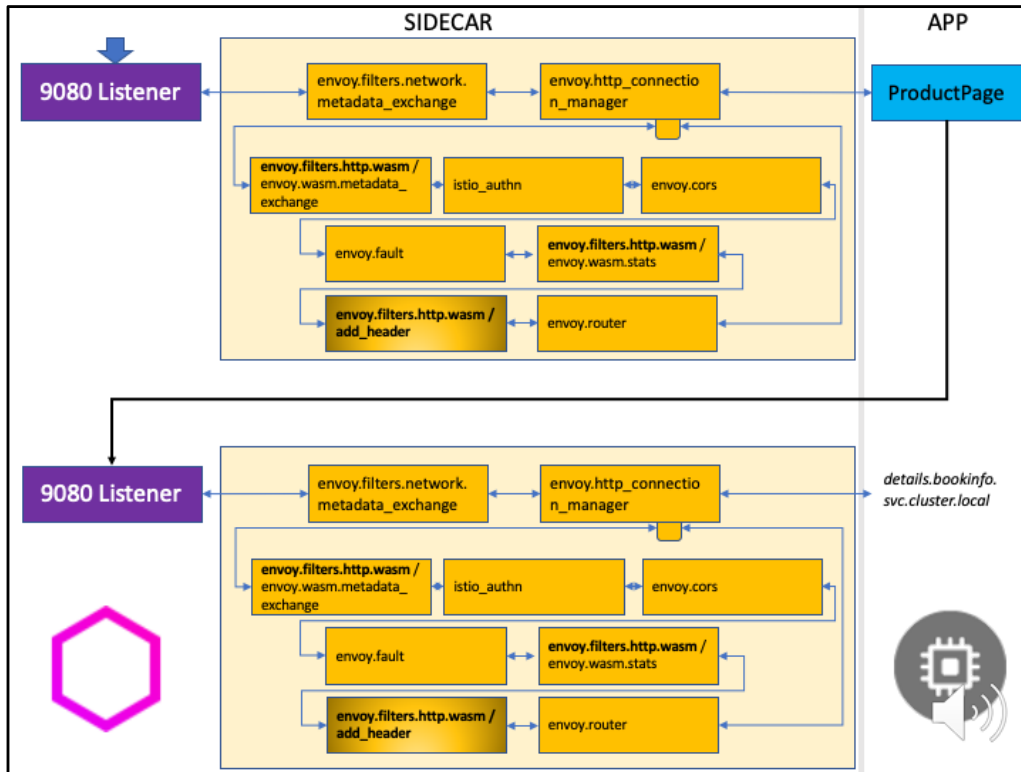 SIDECAR
APP
9080 Listener
envoy.filters.network.
metadata_exchange
envoy.http_connectio
n_manager
ProductPage
envoy.filters.http.wasm /
envoy.wasm.metadata_
exchange
istio_authn
envoy.cors
envoy.fault
envoy.filters.http.wasm /
envoy.wasm.stats
envoy.filters.http.wasm /
add_header
envoy.router
9080 Listener
envoy.filters.network.
metadata_exchange
envoy.http_connectio
n_manager
details.bookinfo.
svc.cluster.local
envoy.filters.http.wasm /
envoy.wasm.metadata_
exchange
istio_authn
envoy.cors
envoy.fault
envoy.filters.http.wasm /
envoy.wasm.stats
envoy.filters.http.wasm /
add_header
envoy.router